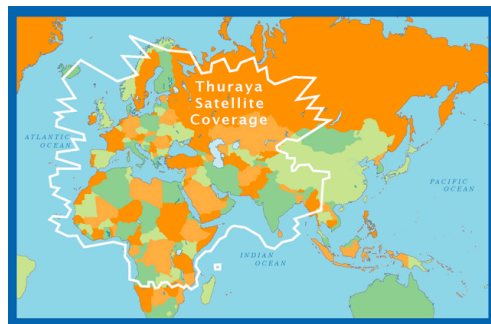 Thuraya
Satellite
Coverage
ATLANTIC
OCEAN
PACIFIC
OCEAN
INDIAN
OCEAN